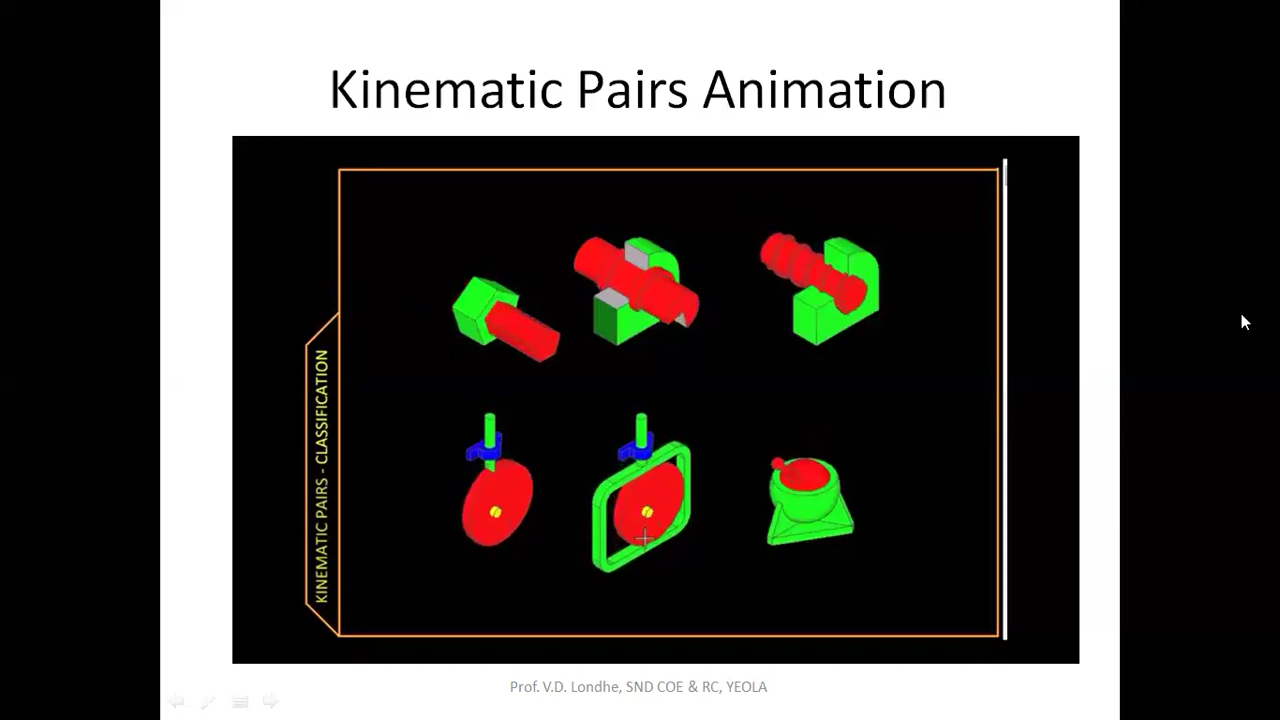 Kinematic Pairs Animation
KINEMATIC PAIRS - CLASSIFICATION
Prof. V.D. Londhe, SND COE & RC, YEOLA